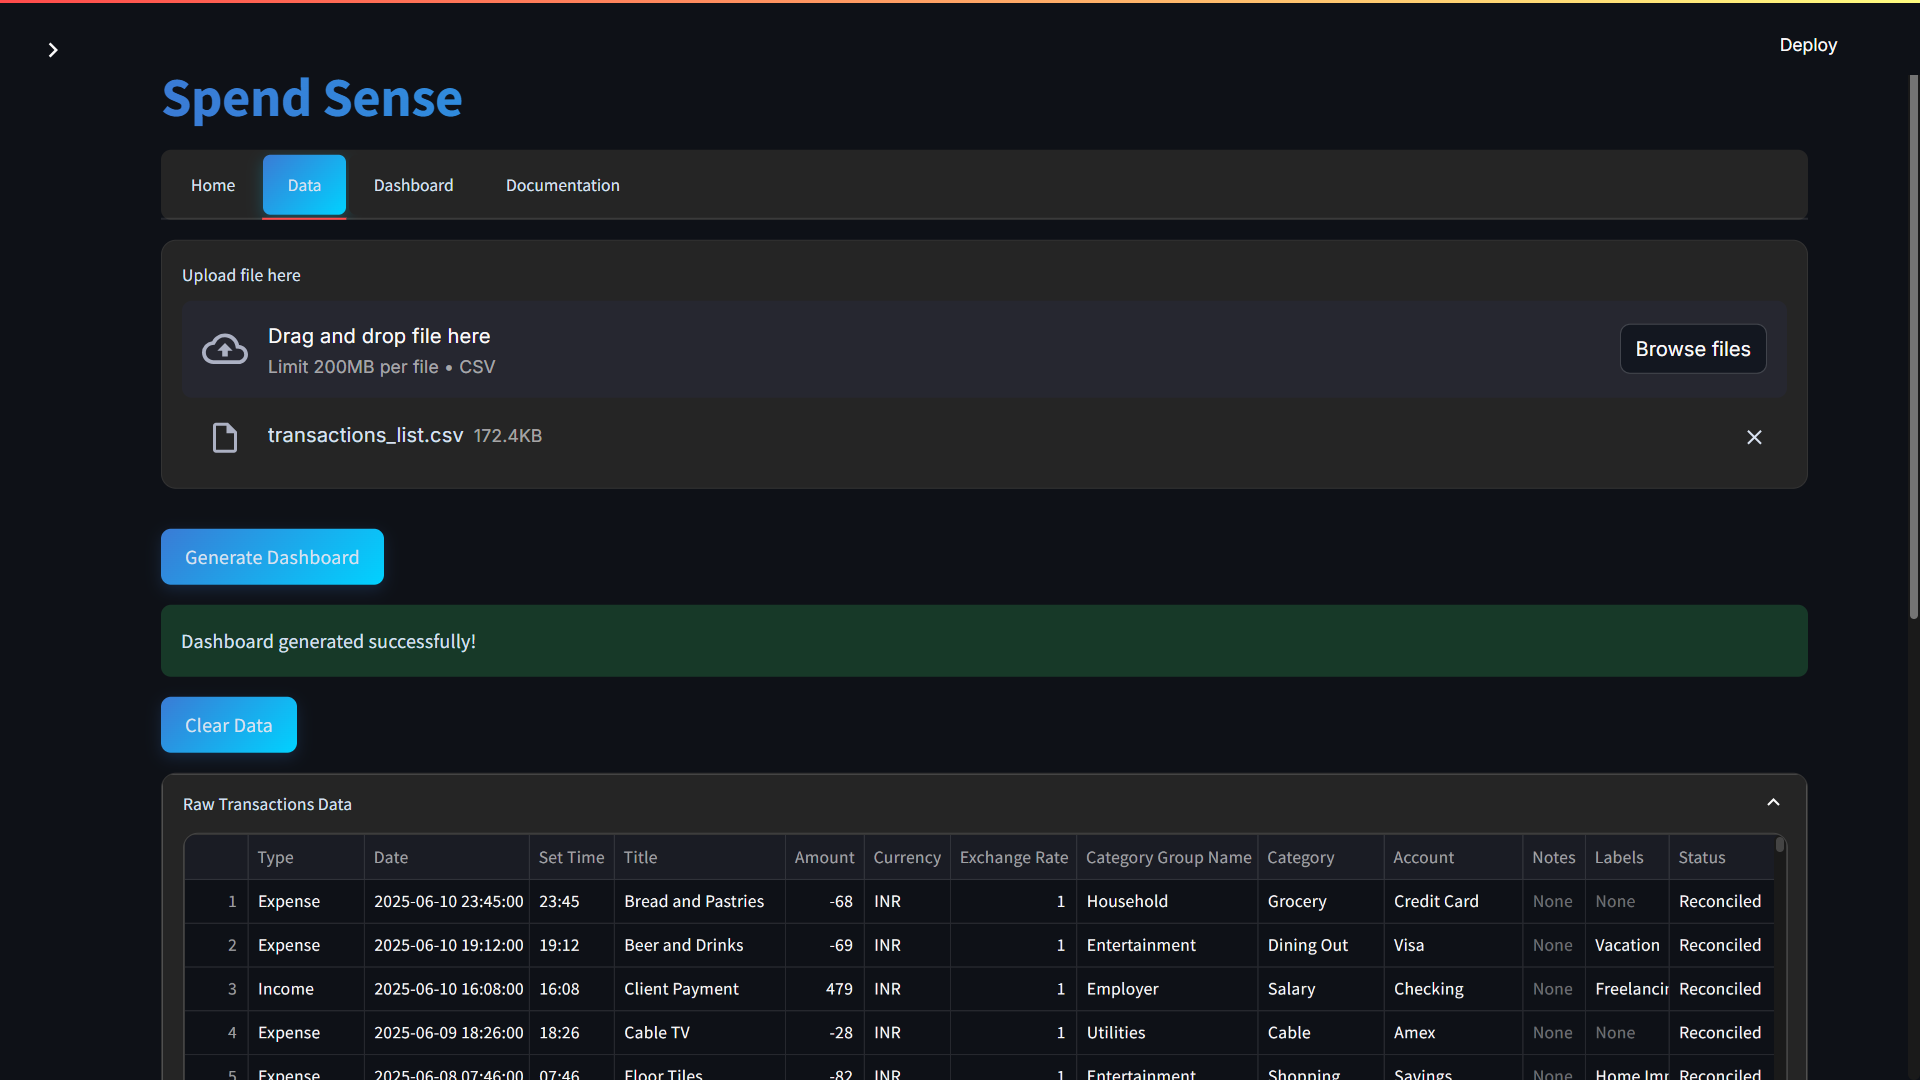 Deploy
Spend Sense
Home Data Dashboard Documentation
Upload file here
Drag and drop file here
Limit 200MB per file • CSV
Browse files
transactions_list.csv 172.4KB
Generate Dashboard
Dashboard generated successfully!
Clear Data
Raw Transactions Data
Type Date Set Time Title Amount Currency Exchange Rate Category Group Name Category Account Notes Labels Status
1 Expense 2025-06-10 23:45:00 23:45 Bread and Pastries -68 INR 1 Household Grocery Credit Card None None Reconciled
2 Expense 2025-06-10 19:12:00 19:12 Beer and Drinks -69 INR 1 Entertainment Dining Out Visa None Vacation Reconciled
3 Income 2025-06-10 16:08:00 16:08 Client Payment 479 INR 1 Employer Salary Checking None Freelancin Reconciled
4 Expense 2025-06-09 18:26:00 18:26 Cable TV -28 INR 1 Utilities Cable Amex None None Reconciled
5 Expense 2025-06-08 07:46:00 07:46 Floor Tiles -82 INR 1 Entertainment Shopping Savings None Home Imp Reconciled